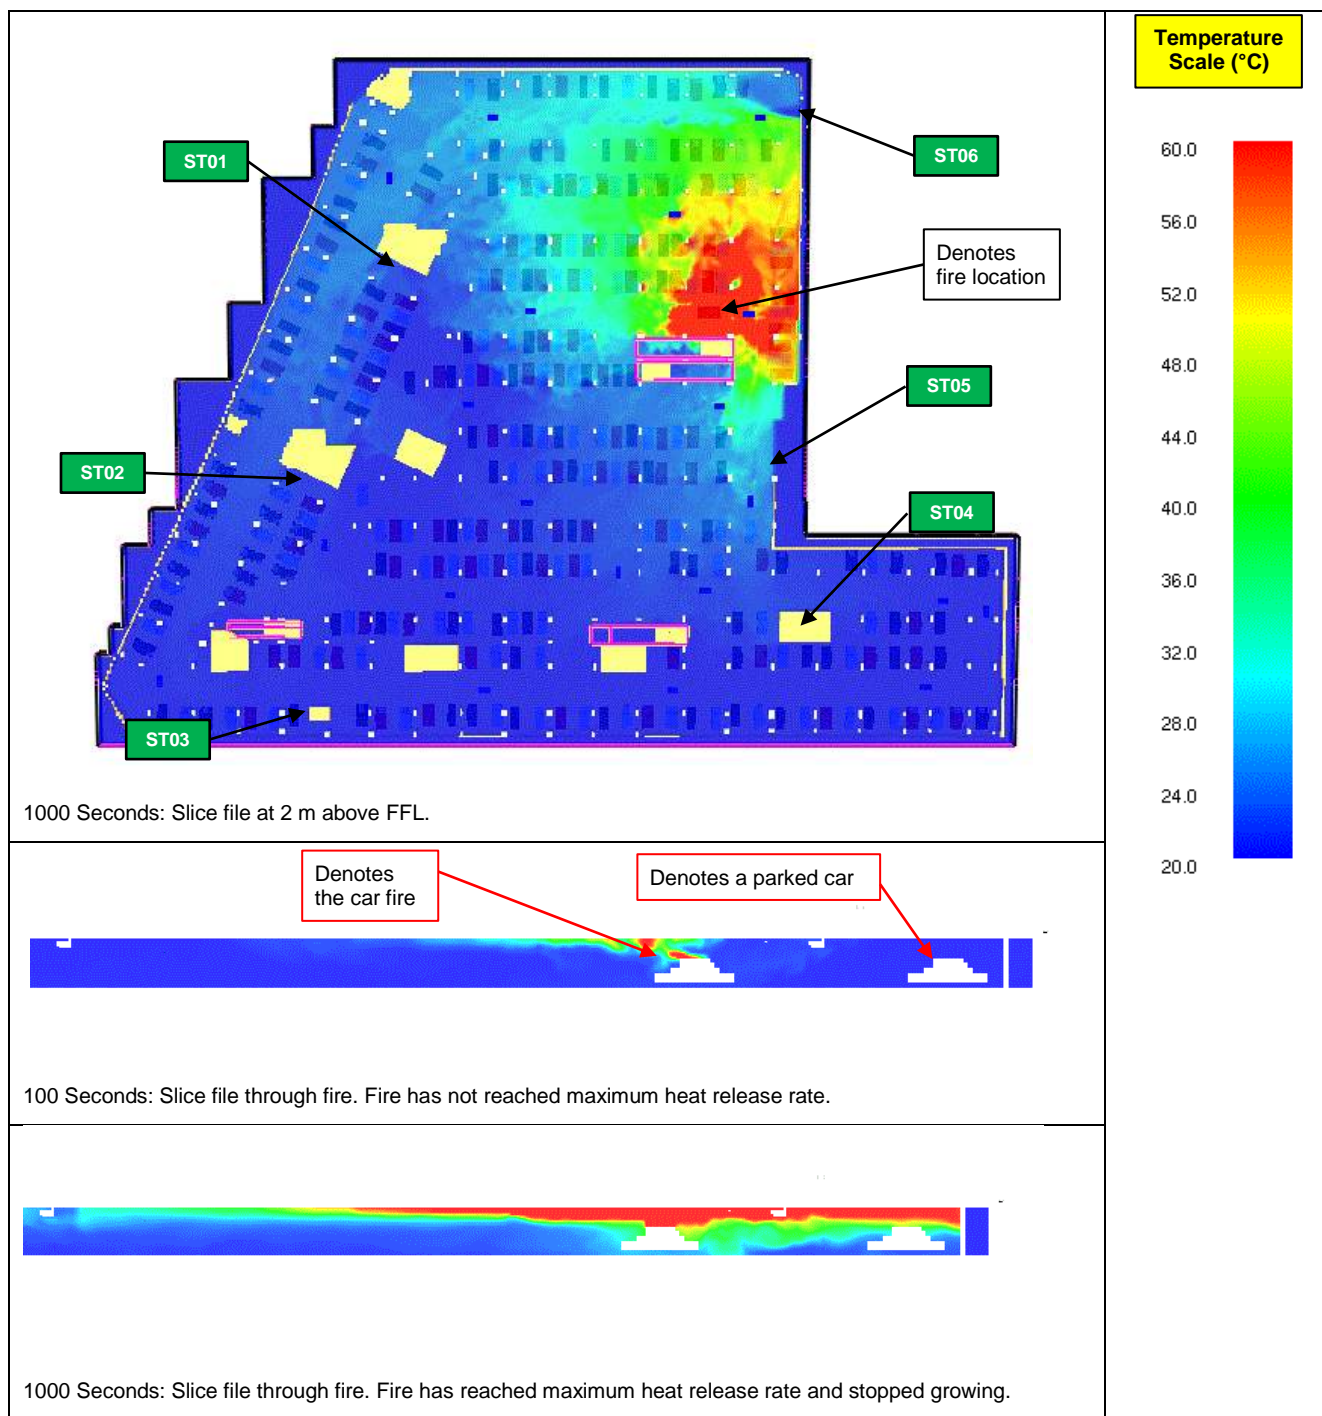 Temperature
Scale (°C)
ST01
ST06
Denotes
fire location
ST05
ST02
ST04
ST03
60.0
56.0
52.0
48.0
44.0
40.0
36.0
32.0
28.0
24.0
20.0
1000 Seconds: Slice file at 2 m above FFL.
Denotes
the car fire
Denotes a parked car
100 Seconds: Slice file through fire. Fire has not reached maximum heat release rate.
1000 Seconds: Slice file through fire. Fire has reached maximum heat release rate and stopped growing.